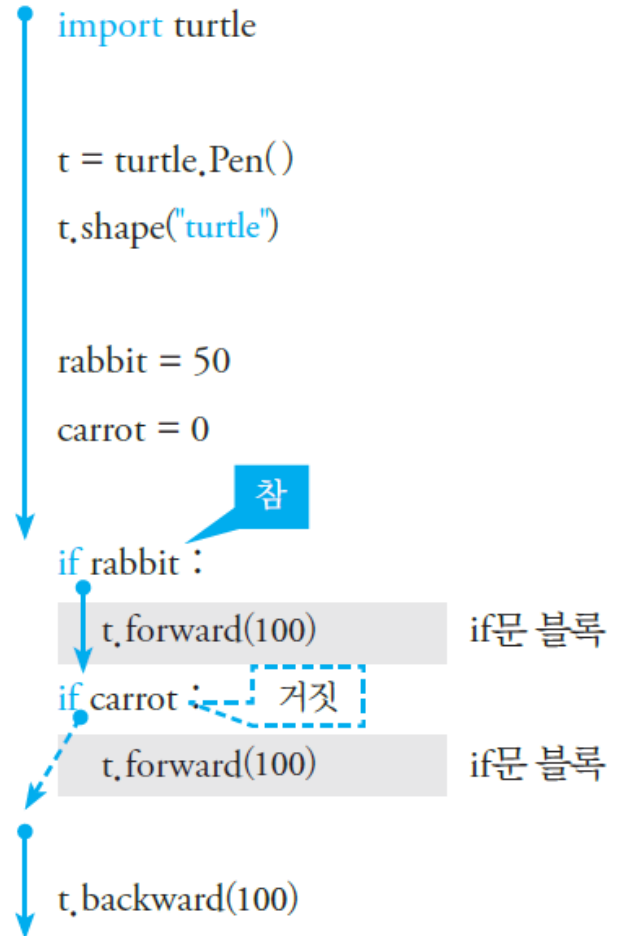 import turtle
t = turtle.Pen()
t.shape("turtle")
rabbit = 50
carrot = 0
참
if rabbit :
t.forward(100) if문 블록
if carrot : 거짓
t.forward(100) if문 블록
t.backward(100)